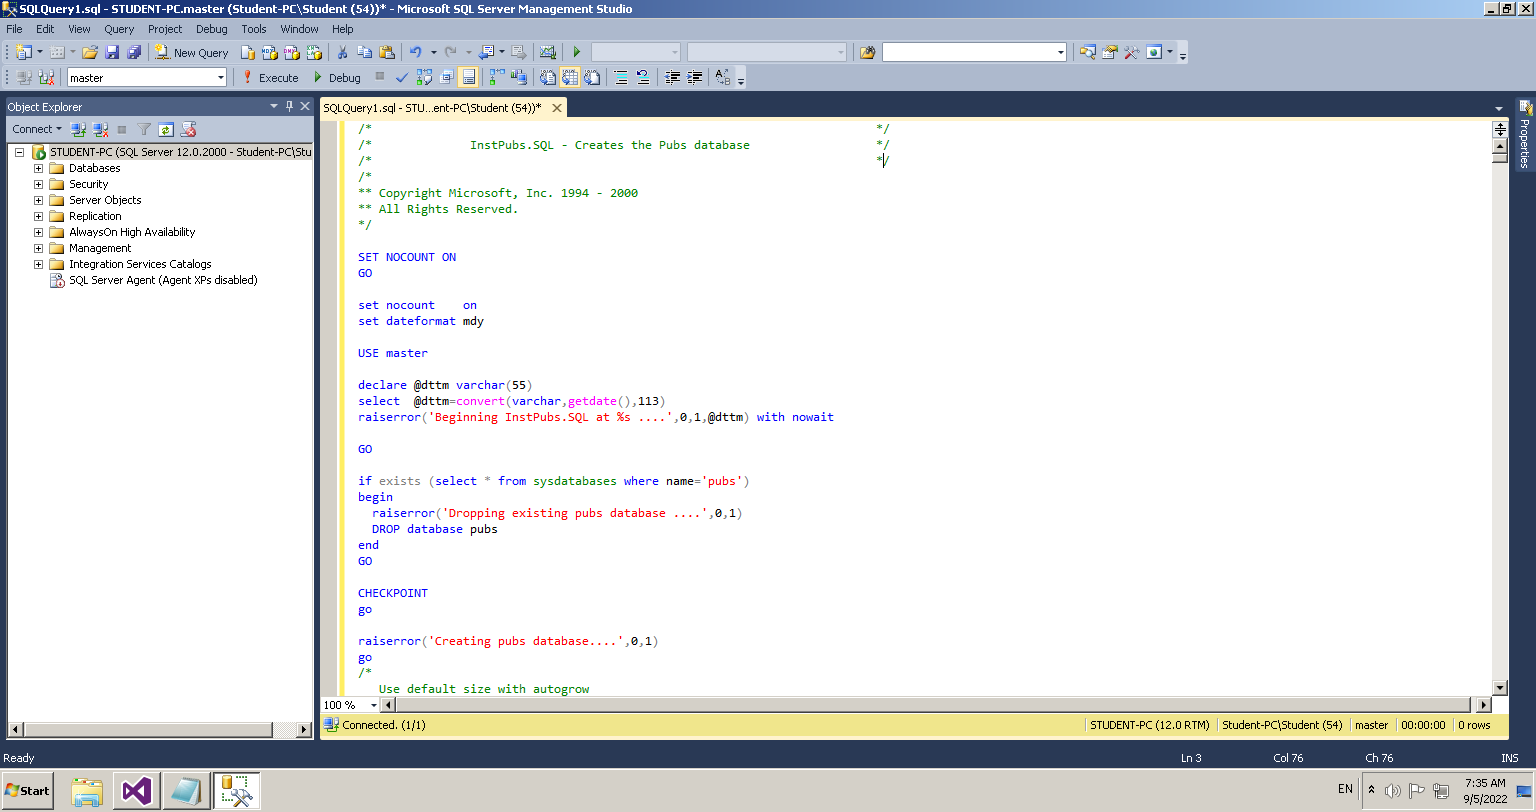 SQLQuery1.sql - STUDENT-PC.master (Student-PC\Student (54))* - Microsoft SQL Server Management Studio
File Edit View Query Project Debug Tools Window Help
New Query
master Execute Debug
Object Explorer
Connect
STUDENT-PC (SQL Server 12.0.2000 - Student-PC\Stu
Databases
Security
Server Objects
Replication
AlwaysOn High Availability
Management
Integration Services Catalogs
SQL Server Agent (Agent XPs disabled)
SQLQuery1.sql - STU...ent-PC\Student (54))*
/* */
/* InstPubs.SQL - Creates the Pubs database */
/* */
/*
** Copyright Microsoft, Inc. 1994 - 2000
** All Rights Reserved.
*/
SET NOCOUNT ON
GO
set nocount on
set dateformat mdy
USE master
declare @dttm varchar(55)
select @dttm=convert(varchar,getdate(),113)
raiserror('Beginning InstPubs.SQL at %s ....',0,1,@dttm) with nowait
GO
if exists (select * from sysdatabases where name='pubs')
begin
raiserror('Dropping existing pubs database ....',0,1)
DROP database pubs
end
GO
CHECKPOINT
go
raiserror('Creating pubs database....',0,1)
go
/*
Use default size with autogrow
100 %
Connected. (1/1)
STUDENT-PC (12.0 RTM) Student-PC\Student (54) master 00:00:00 0 rows
Properties
Ready Ln 3 Col 76 Ch 76 INS
Start
EN
7:35 AM
9/5/2022